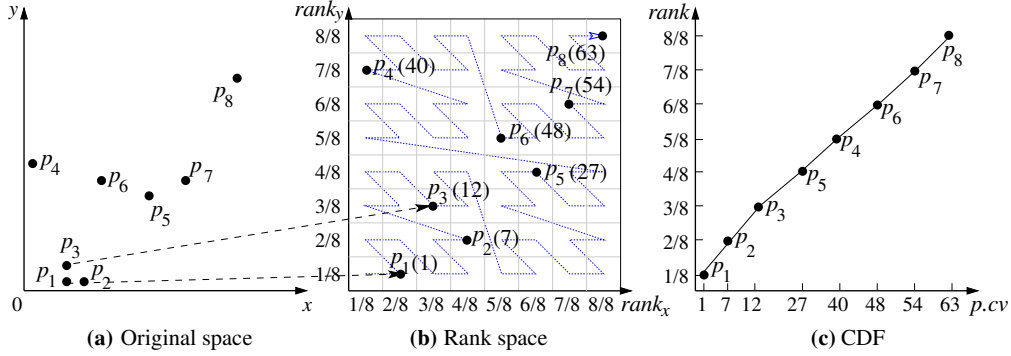 y
p4
p6
p5
p7
p8
p3
p1
p2
0
x
(a) Original space
ranky
8/8
7/8
6/8
5/8
4/8
3/8
2/8
1/8
p8(63)
p4(40)
p7(54)
p6(48)
p5(27)
p3(12)
p2(7)
p1(1)
1/8 2/8 3/8 4/8 5/8 6/8 7/8 8/8 rankx
(b) Rank space
rank
8/8
7/8
6/8
5/8
4/8
3/8
2/8
1/8
p8
p7
p6
p4
p5
p3
p2
p1
1 7 12 27 40 48 54 63 p.cv
(c) CDF